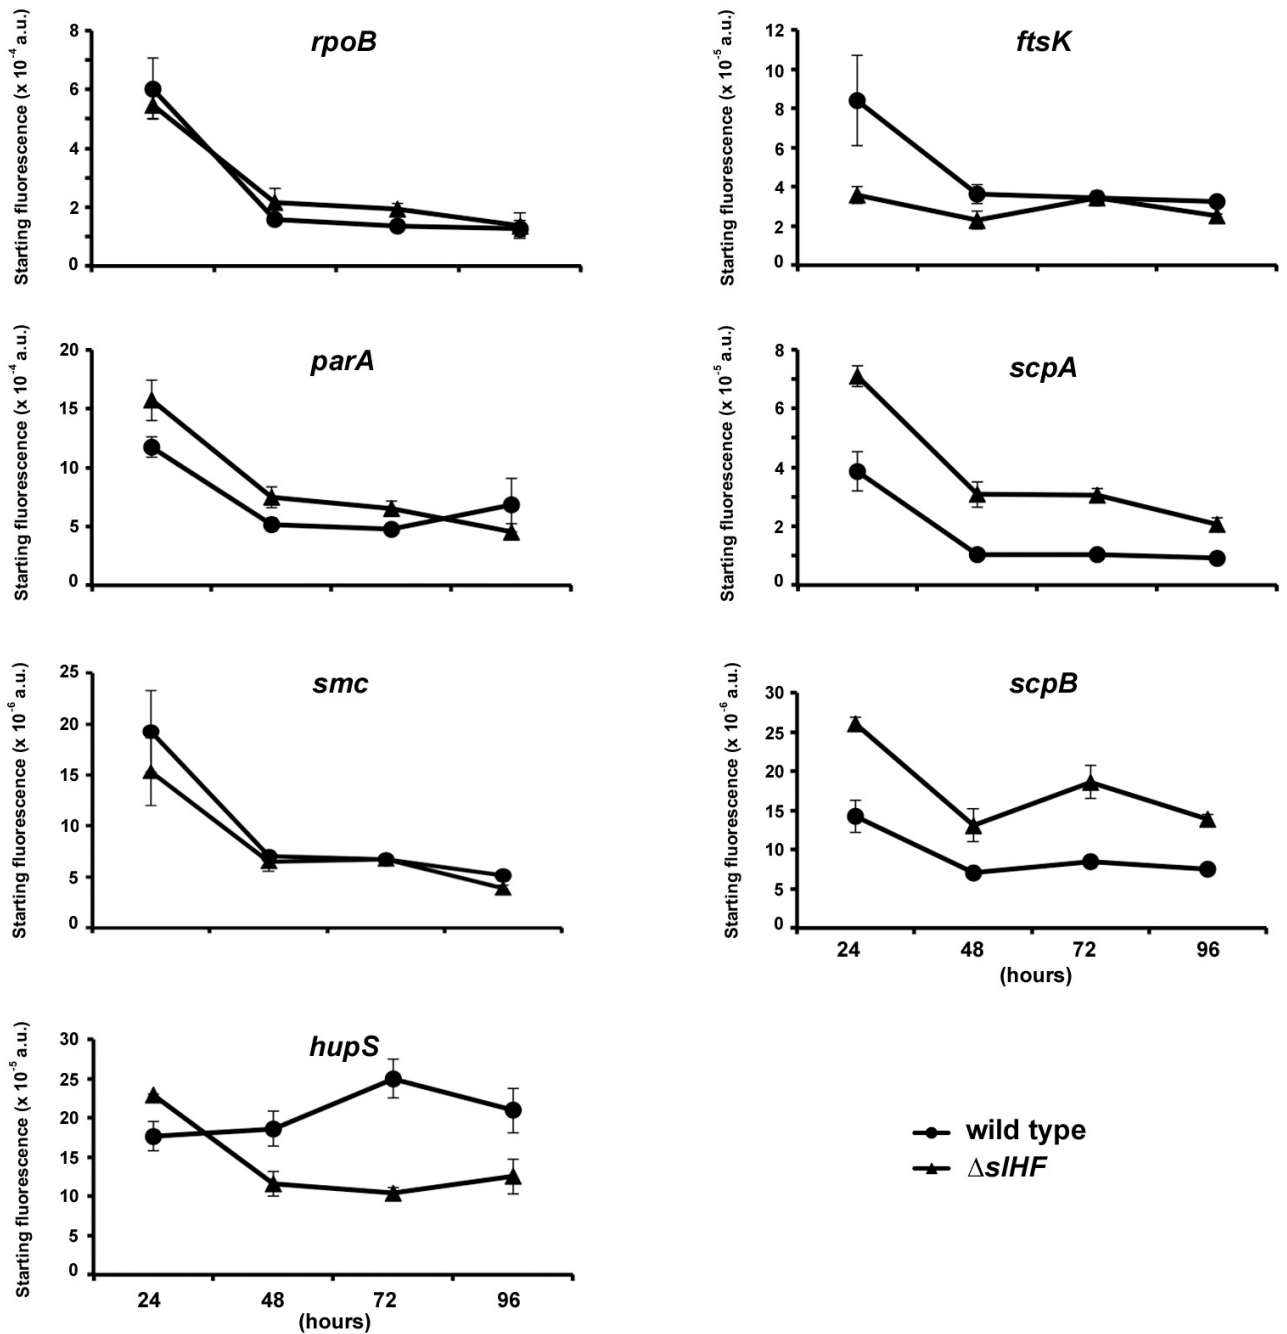 rpoB
Starting fluorescence (x 10⁻⁴ a.u.)
8
6
4
2
0
ftsK
Starting fluorescence (x 10⁻⁵ a.u.)
12
10
8
6
4
2
0
parA
Starting fluorescence (x 10⁻⁴ a.u.)
20
15
10
5
0
scpA
Starting fluorescence (x 10⁻⁵ a.u.)
8
6
4
2
0
smc
Starting fluorescence (x 10⁻⁶ a.u.)
25
20
15
10
5
0
scpB
Starting fluorescence (x 10⁻⁶ a.u.)
30
25
20
15
10
5
0
24 48 72 96
(hours)
hupS
Starting fluorescence (x 10⁻⁵ a.u.)
30
25
20
15
10
5
0
24 48 72 96
(hours)
wild type
ΔsIHF